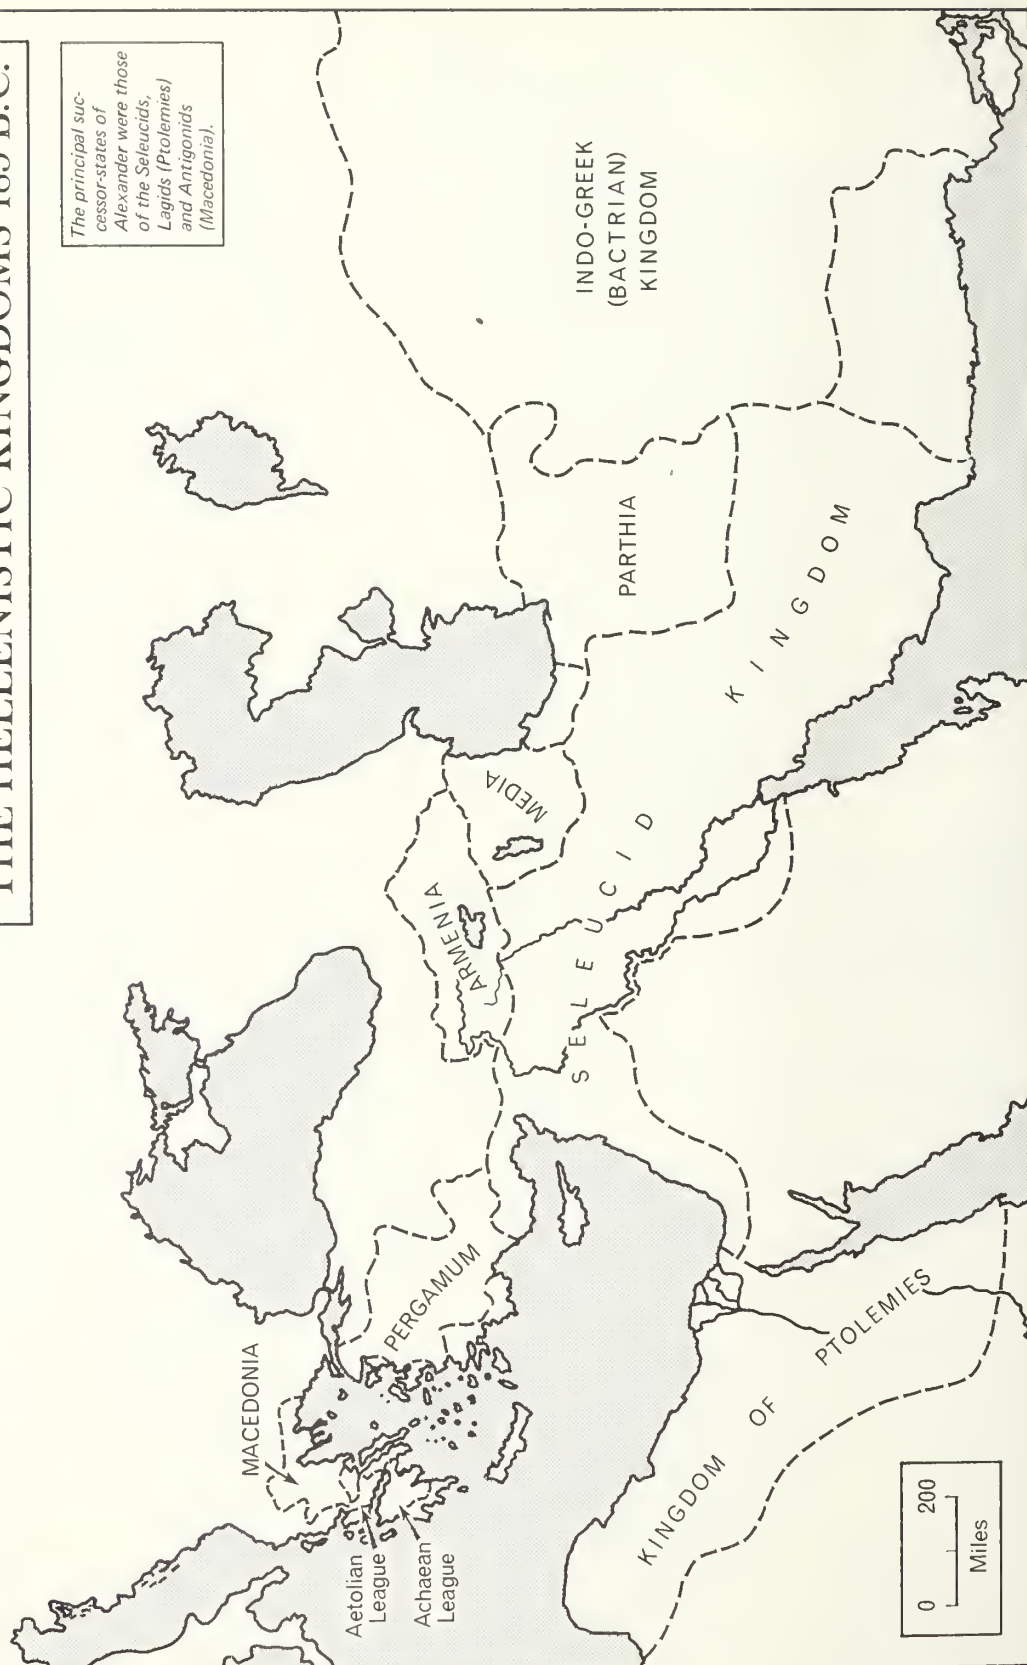 THE HELLENISTIC KINGDOMS 185 B.C.
The principal suc-
cessor-states of
Alexander were those
of the Seleucids,
Lagids (Ptolemies)
and Antigonids
(Macedonia).
MACEDONIA
Aetolian
League
Achaean
League
PERGAMUM
ARMENIA
MEDIA
PARTHIA
INDO-GREEK
(BACTRIAN)
KINGDOM
SELEUCID KINGDOM
KINGDOM OF PTOLEMIES
0 200
Miles